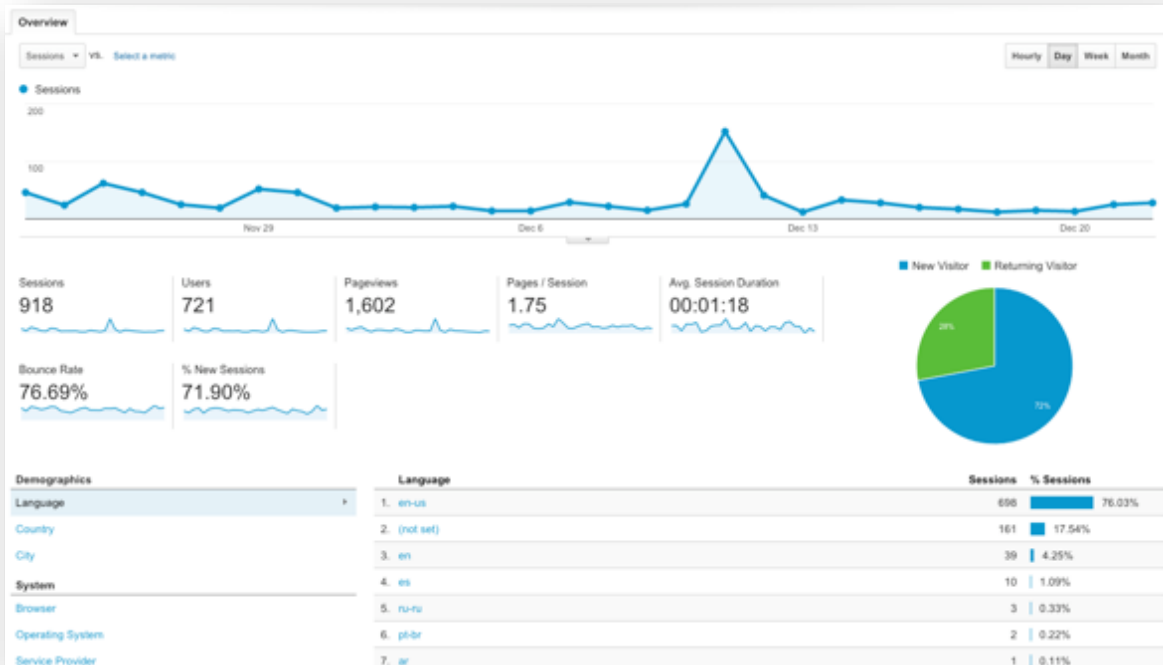 Overview
Sessions VS. Select a metric
Hourly Day Week Month
Sessions
200
100
Nov 29 Dec 6 Dec 13 Dec 20
New Visitor Returning Visitor
Sessions Users Pageviews Pages / Session Avg. Session Duration
918 721 1,602 1.75 00:01:18
28%
72%
Bounce Rate % New Sessions
76.69% 71.90%
Demographics
Language
Country
City
System
Browser
Operating System
Service Provider
Language Sessions % Sessions
1. en-us 698 76.03%
2. (not set) 161 17.54%
3. en 39 4.25%
4. es 10 1.09%
5. ru-ru 3 0.33%
6. pt-br 2 0.22%
7. ar 1 0.11%